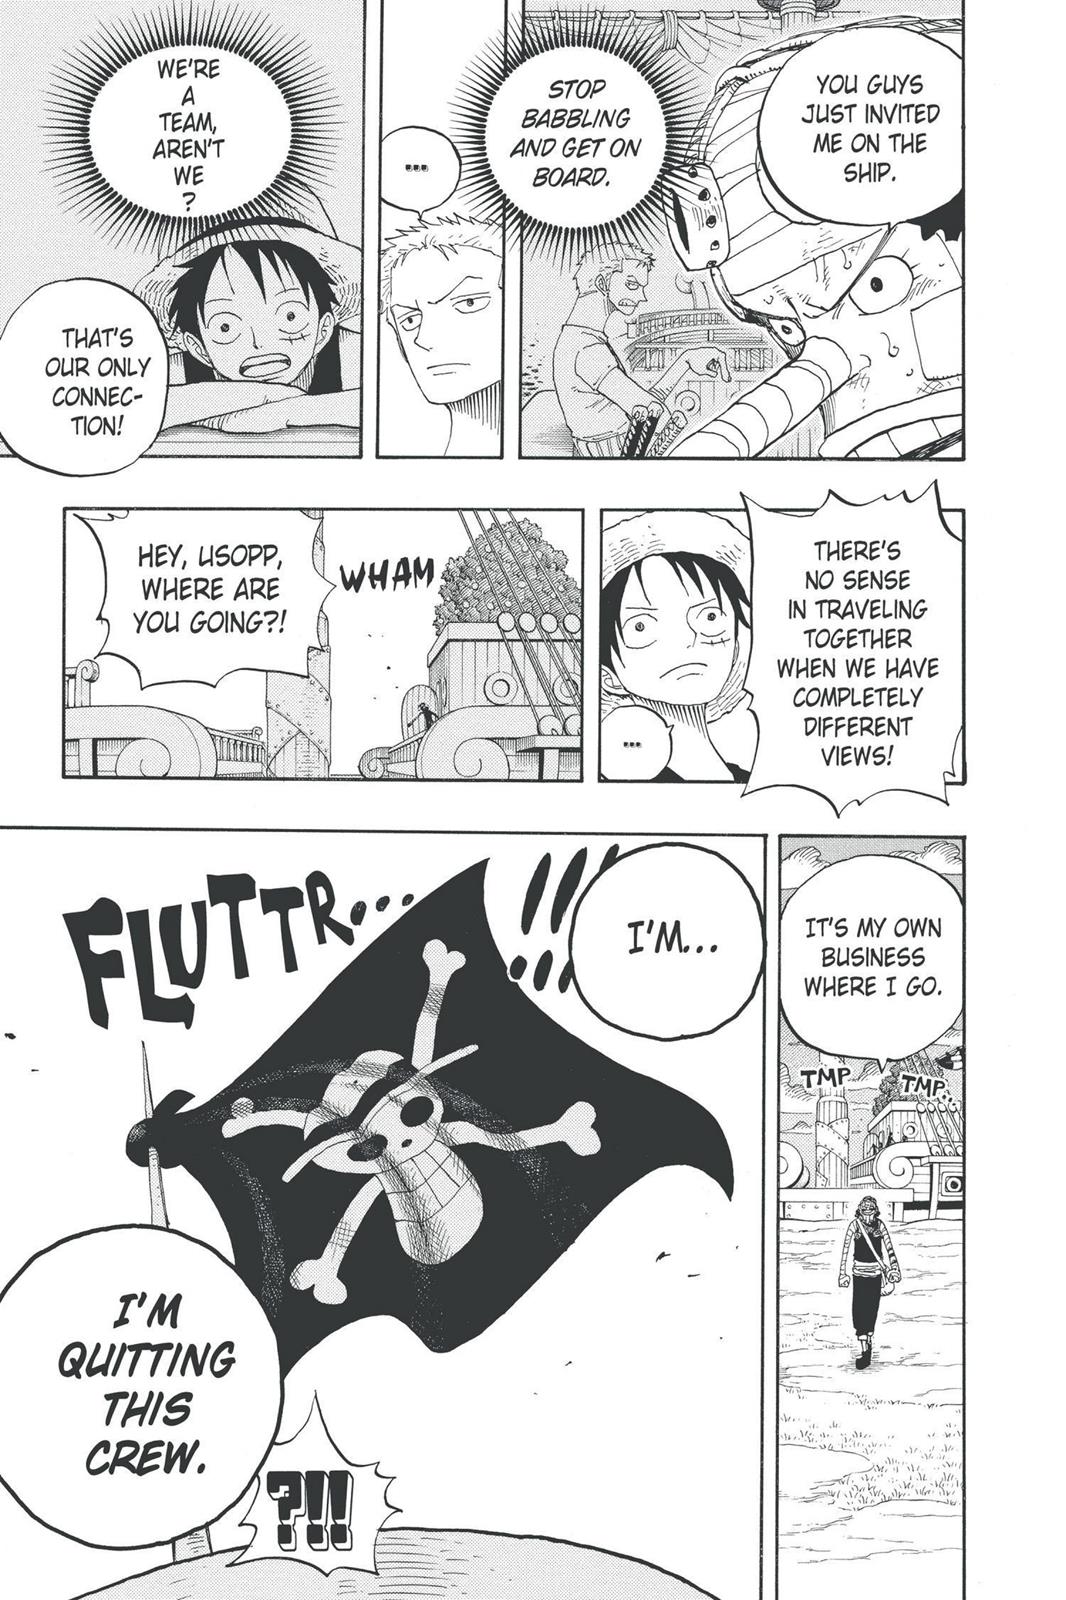 YOU GUYS
JUST INVITED
ME ON THE
SHIP.
STOP
BABBLING
AND GET ON
BOARD.
...
WE'RE
A
TEAM,
AREN'T
WE
?
THAT'S
OUR ONLY
CONNEC-
TION!
THERE'S
NO SENSE
IN TRAVELING
TOGETHER
WHEN WE HAVE
COMPLETELY
DIFFERENT
VIEWS!
...
WHAM
HEY, USOPP,
WHERE ARE
YOU GOING?!
IT'S MY OWN
BUSINESS
WHERE I GO.
TMP
TMP...
I'M...
!!
!!!
FLUTTR...
I'M
QUITTING
THIS
CREW.
?!!